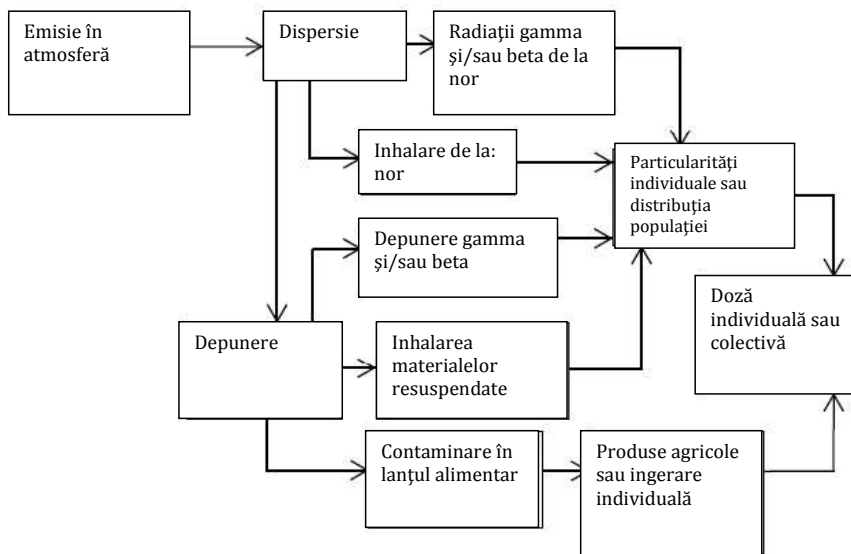 Emisie în
atmosferă
Dispersie
Radiații gamma
și/sau beta de la
nor
Inhalare de la:
nor
Particularități
individuale sau
distribuția
populației
Depunere gamma
și/sau beta
Doză
individuală sau
colectivă
Depunere
Inhalarea
materialelor
resuspendate
Contaminare în
lanțul alimentar
Produse agricole
sau ingerare
individuală